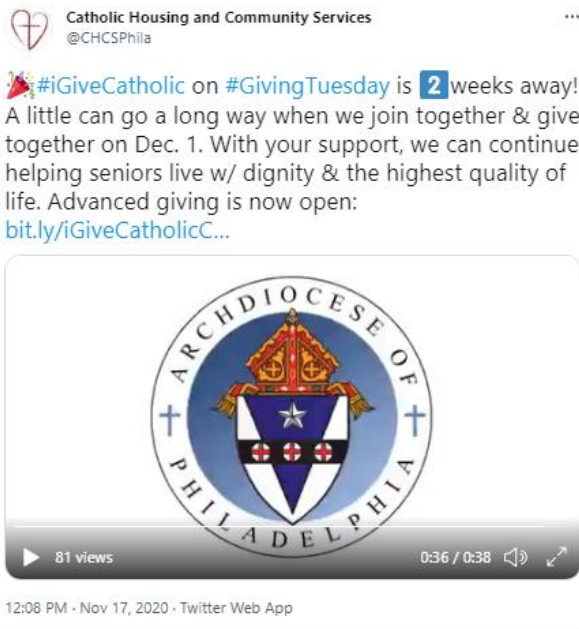 Catholic Housing and Community Services
@CHCSPhila
#iGiveCatholic on #GivingTuesday is 2 weeks away!
A little can go a long way when we join together & give
together on Dec. 1. With your support, we can continue
helping seniors live w/ dignity & the highest quality of
life. Advanced giving is now open:
bit.ly/iGiveCatholicC...
ARCHDIOCESE OF
PHILADELPHIA
81 views
0:36 / 0:38
12:08 PM · Nov 17, 2020 · Twitter Web App